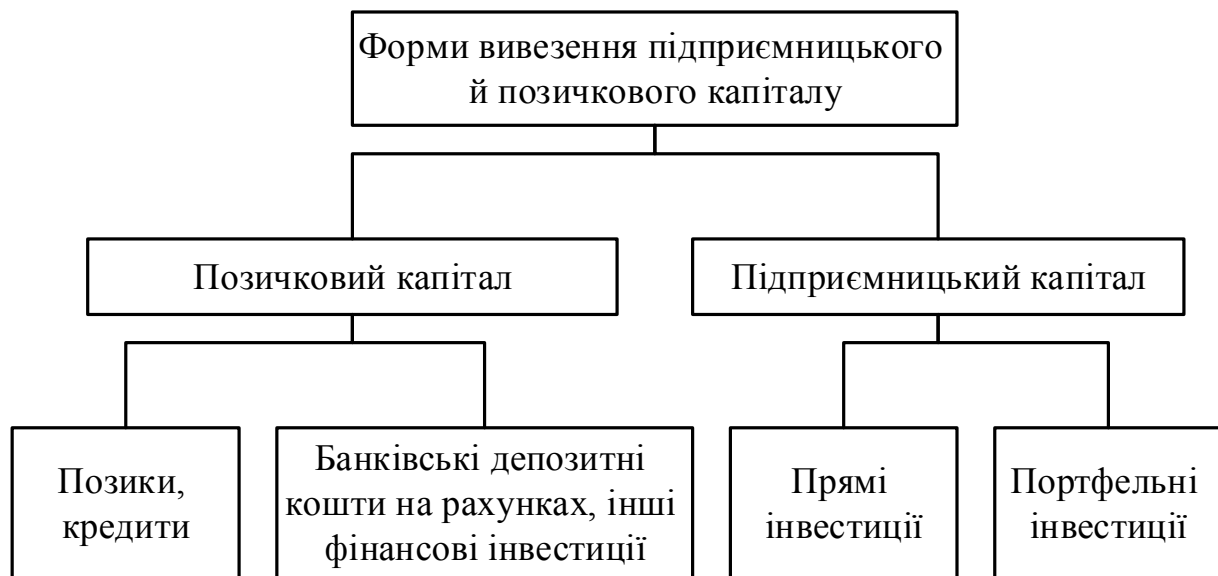 Форми вивезення підприємницького
й позичкового капіталу
Позичковий капітал
Підприємницький капітал
Позики,
кредити
Банківські депозитні
кошти на рахунках, інші
фінансові інвестиції
Прямі
інвестиції
Портфельні
інвестиції